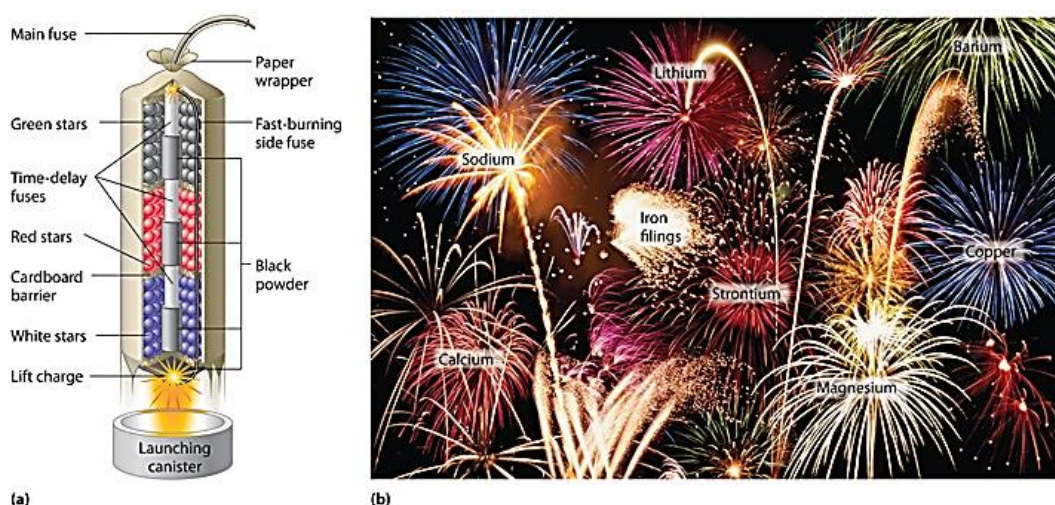 Main fuse
Paper
wrapper
Green stars
Fast-burning
side fuse
Time-delay
fuses
Red stars
Cardboard
barrier
Black
powder
White stars
Lift charge
Launching
canister
(a)
Barium
Lithium
Sodium
Iron
filings
Copper
Strontium
Calcium
Magnesium
(b)